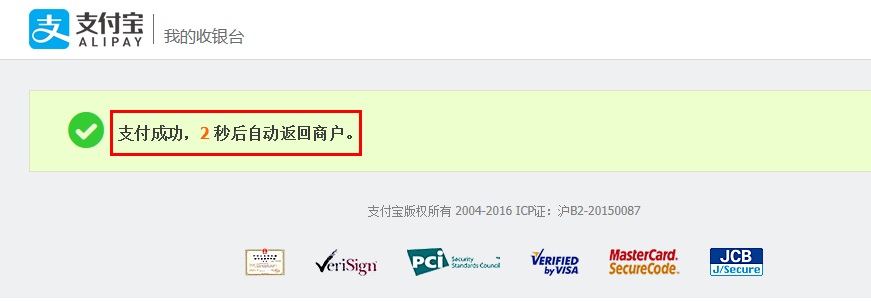 支付宝
ALIPAY
我的收银台
支付成功，2 秒后自动返回商户。
支付宝版权所有 2004-2016 ICP证：沪B2-20150087
VeriSign
PCi Security
Standards Council
VERIFIED
by VISA
MasterCard.
SecureCode.
JCB
J/Secure